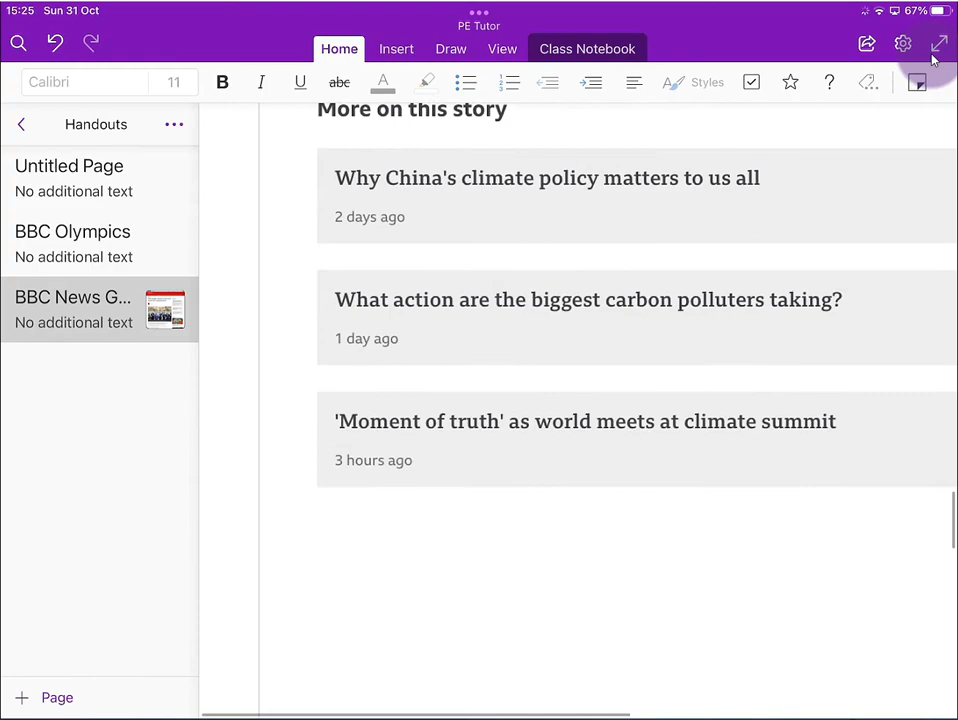 15:25 Sun 31 Oct
67%
PE Tutor
Home Insert Draw View Class Notebook
Calibri 11 B I U abc A Styles ?
Handouts
Untitled Page
No additional text
BBC Olympics
No additional text
BBC News G...
No additional text
Page
More on this story
Why China's climate policy matters to us all
2 days ago
What action are the biggest carbon polluters taking?
1 day ago
'Moment of truth' as world meets at climate summit
3 hours ago